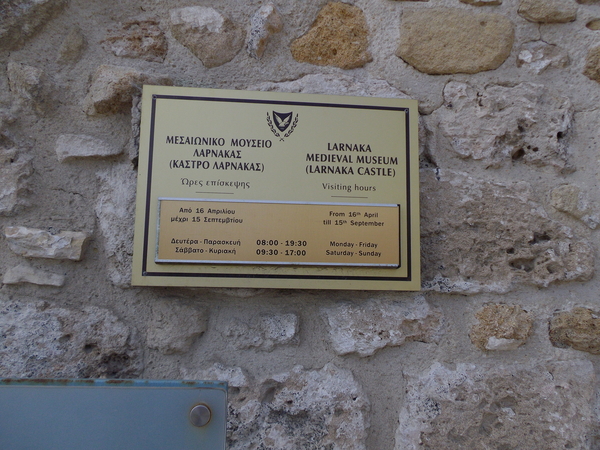 ΜΕΣΑΙΩΝΙΚΟ ΜΟΥΣΕΙΟ
ΛΑΡΝΑΚΑΣ
(ΚΑΣΤΡΟ ΛΑΡΝΑΚΑΣ)
Ώρες επίσκεψης
LARNAKA
MEDIEVAL MUSEUM
(LARNAKA CASTLE)
Visiting hours
Από 16 Απριλίου
μέχρι 15 Σεπτεμβίου
From 16th April
till 15th September
Δευτέρα - Παρασκευή 08:00 - 19:30 Monday - Friday
Σάββατο - Κυριακή 09:30 - 17:00 Saturday - Sunday